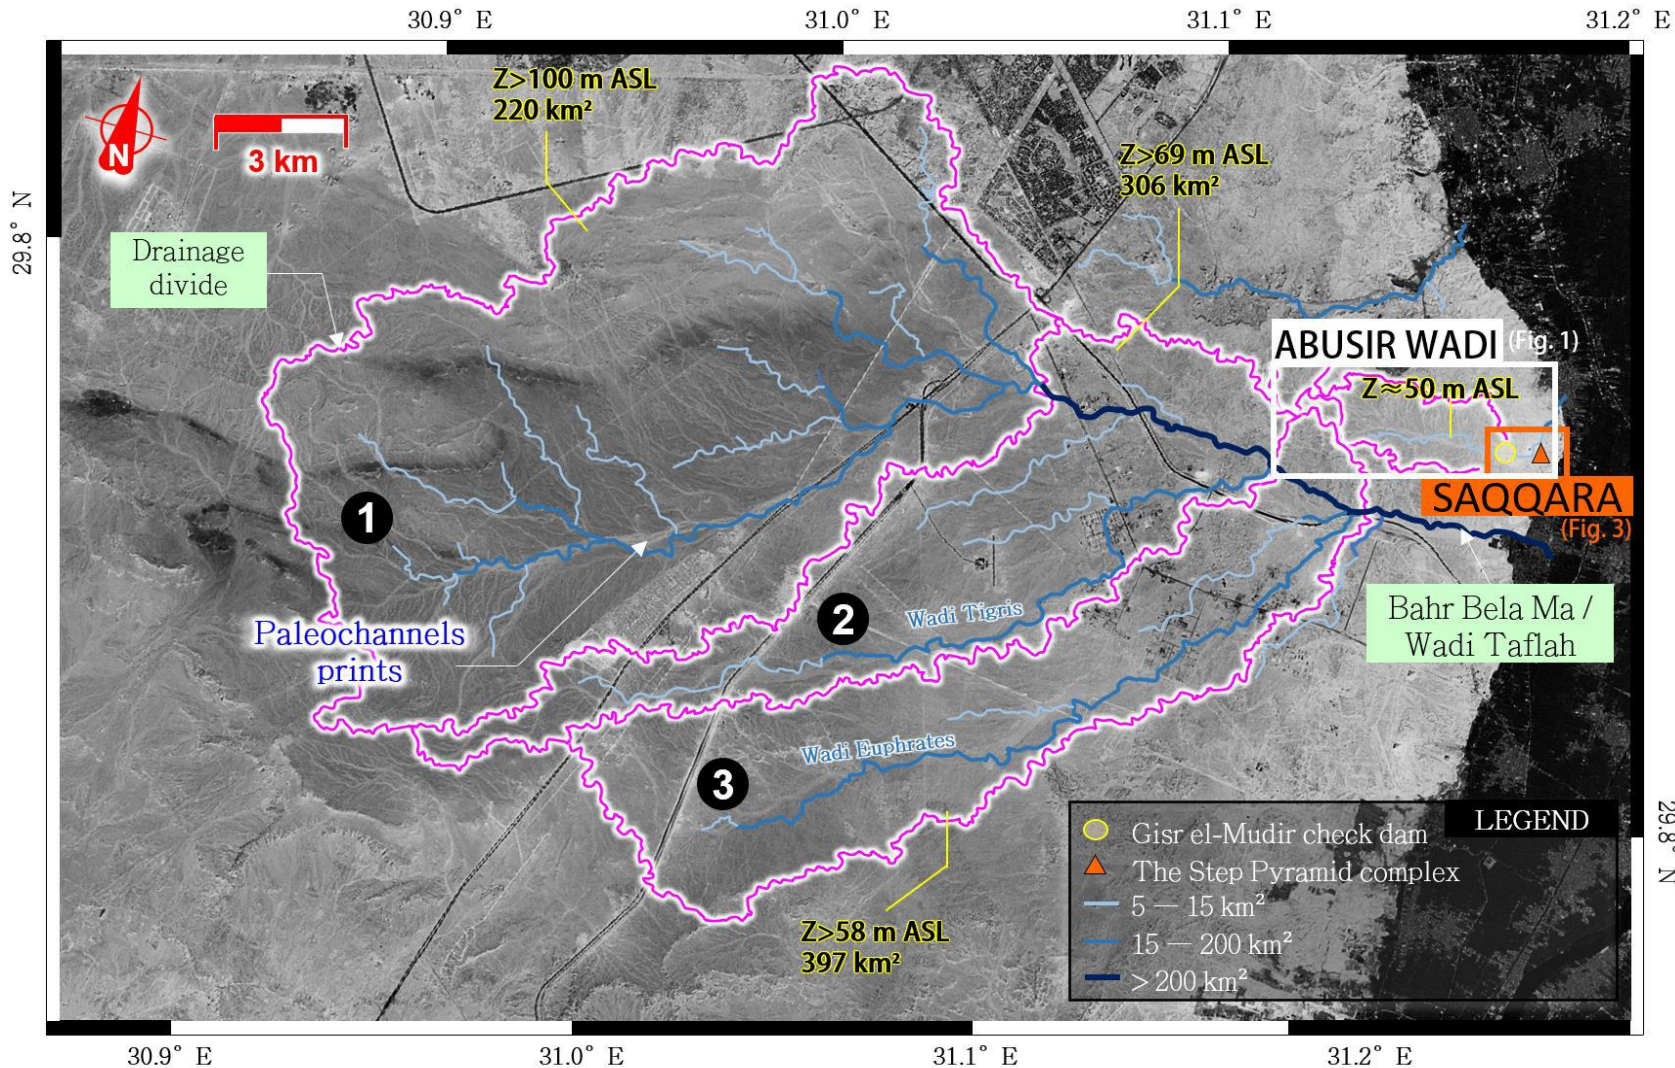 30.9° E
31.0° E
31.1° E
31.2° E
Z>100 m ASL
220 km²
N
3 km
Z>69 m ASL
306 km²
29.8° N
Drainage
divide
ABUSIR WADI (Fig. 1)
Z≈50 m ASL
SAQQARA
(Fig. 3)
1
2
Wadi Tigris
Paleochannels
prints
Bahr Bela Ma /
Wadi Taflah
3
Wadi Euphrates
Z>58 m ASL
397 km²
LEGEND
Gisr el-Mudir check dam
The Step Pyramid complex
5 — 15 km²
15 — 200 km²
> 200 km²
29.8° N
30.9° E
31.0° E
31.1° E
31.2° E